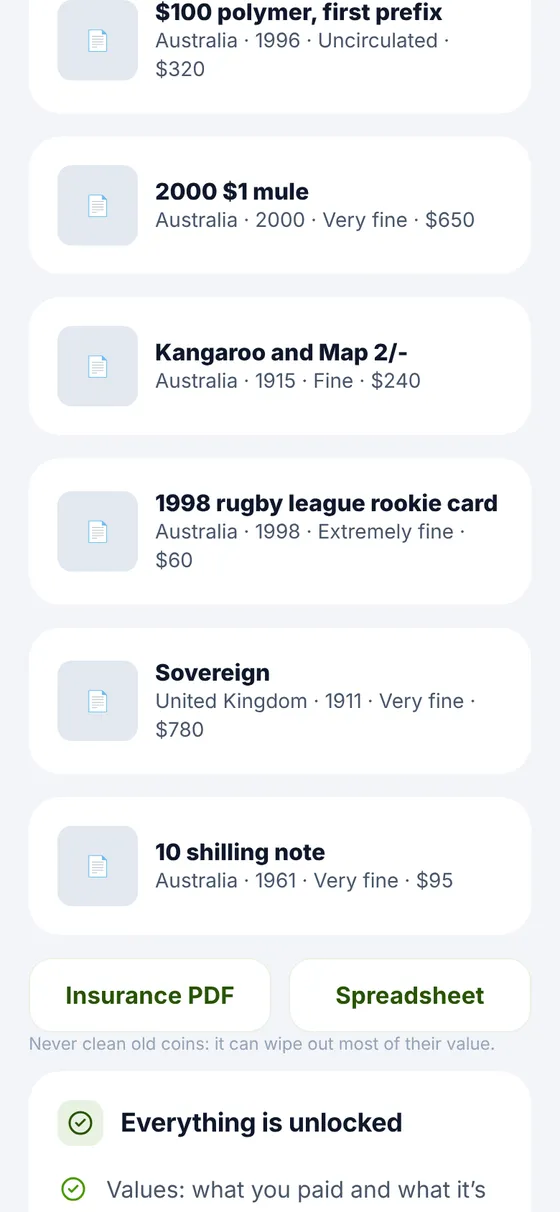 $100 polymer, first prefix
Australia · 1996 · Uncirculated ·
$320
2000 $1 mule
Australia · 2000 · Very fine · $650
Kangaroo and Map 2/-
Australia · 1915 · Fine · $240
1998 rugby league rookie card
Australia · 1998 · Extremely fine ·
$60
Sovereign
United Kingdom · 1911 · Very fine ·
$780
10 shilling note
Australia · 1961 · Very fine · $95
Insurance PDF
Spreadsheet
Never clean old coins: it can wipe out most of their value.
Everything is unlocked
Values: what you paid and what it’s